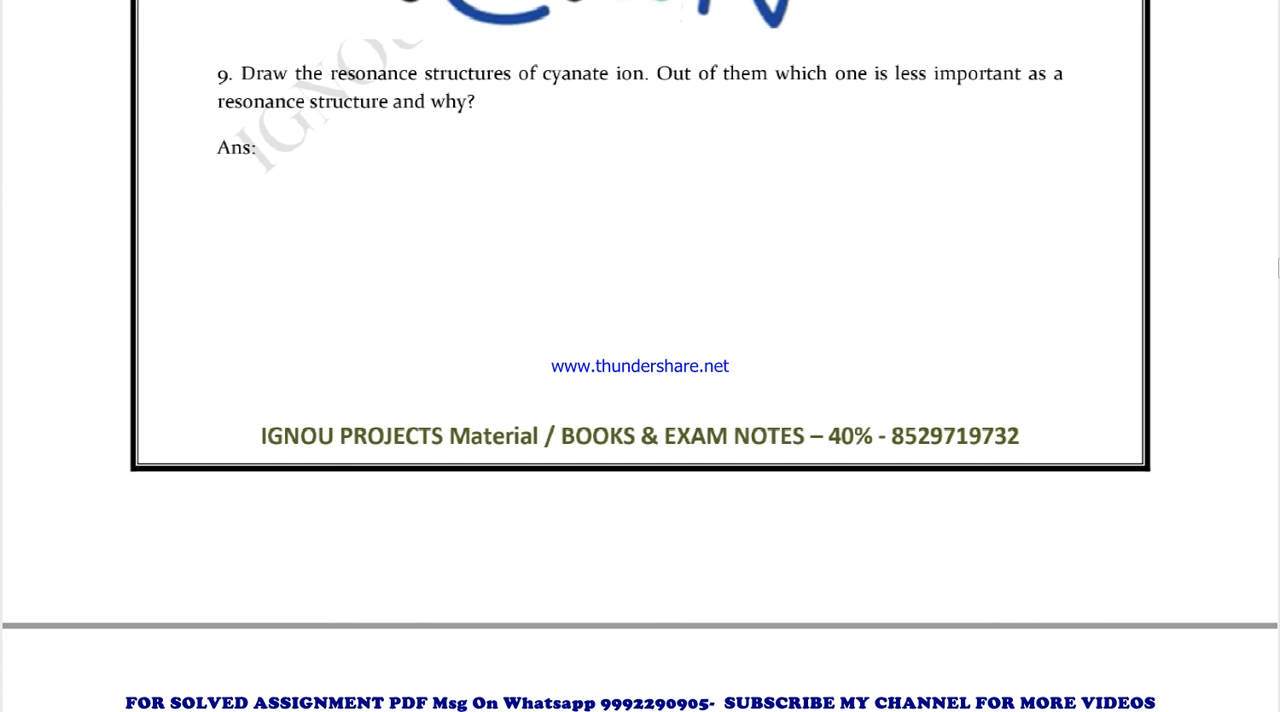 9. Draw the resonance structures of cyanate ion. Out of them which one is less important as a
resonance structure and why?
Ans:
IGNOU
www.thundershare.net
IGNOU PROJECTS Material / BOOKS & EXAM NOTES – 40% - 8529719732
FOR SOLVED ASSIGNMENT PDF Msg On Whatsapp 9992290905- SUBSCRIBE MY CHANNEL FOR MORE VIDEOS